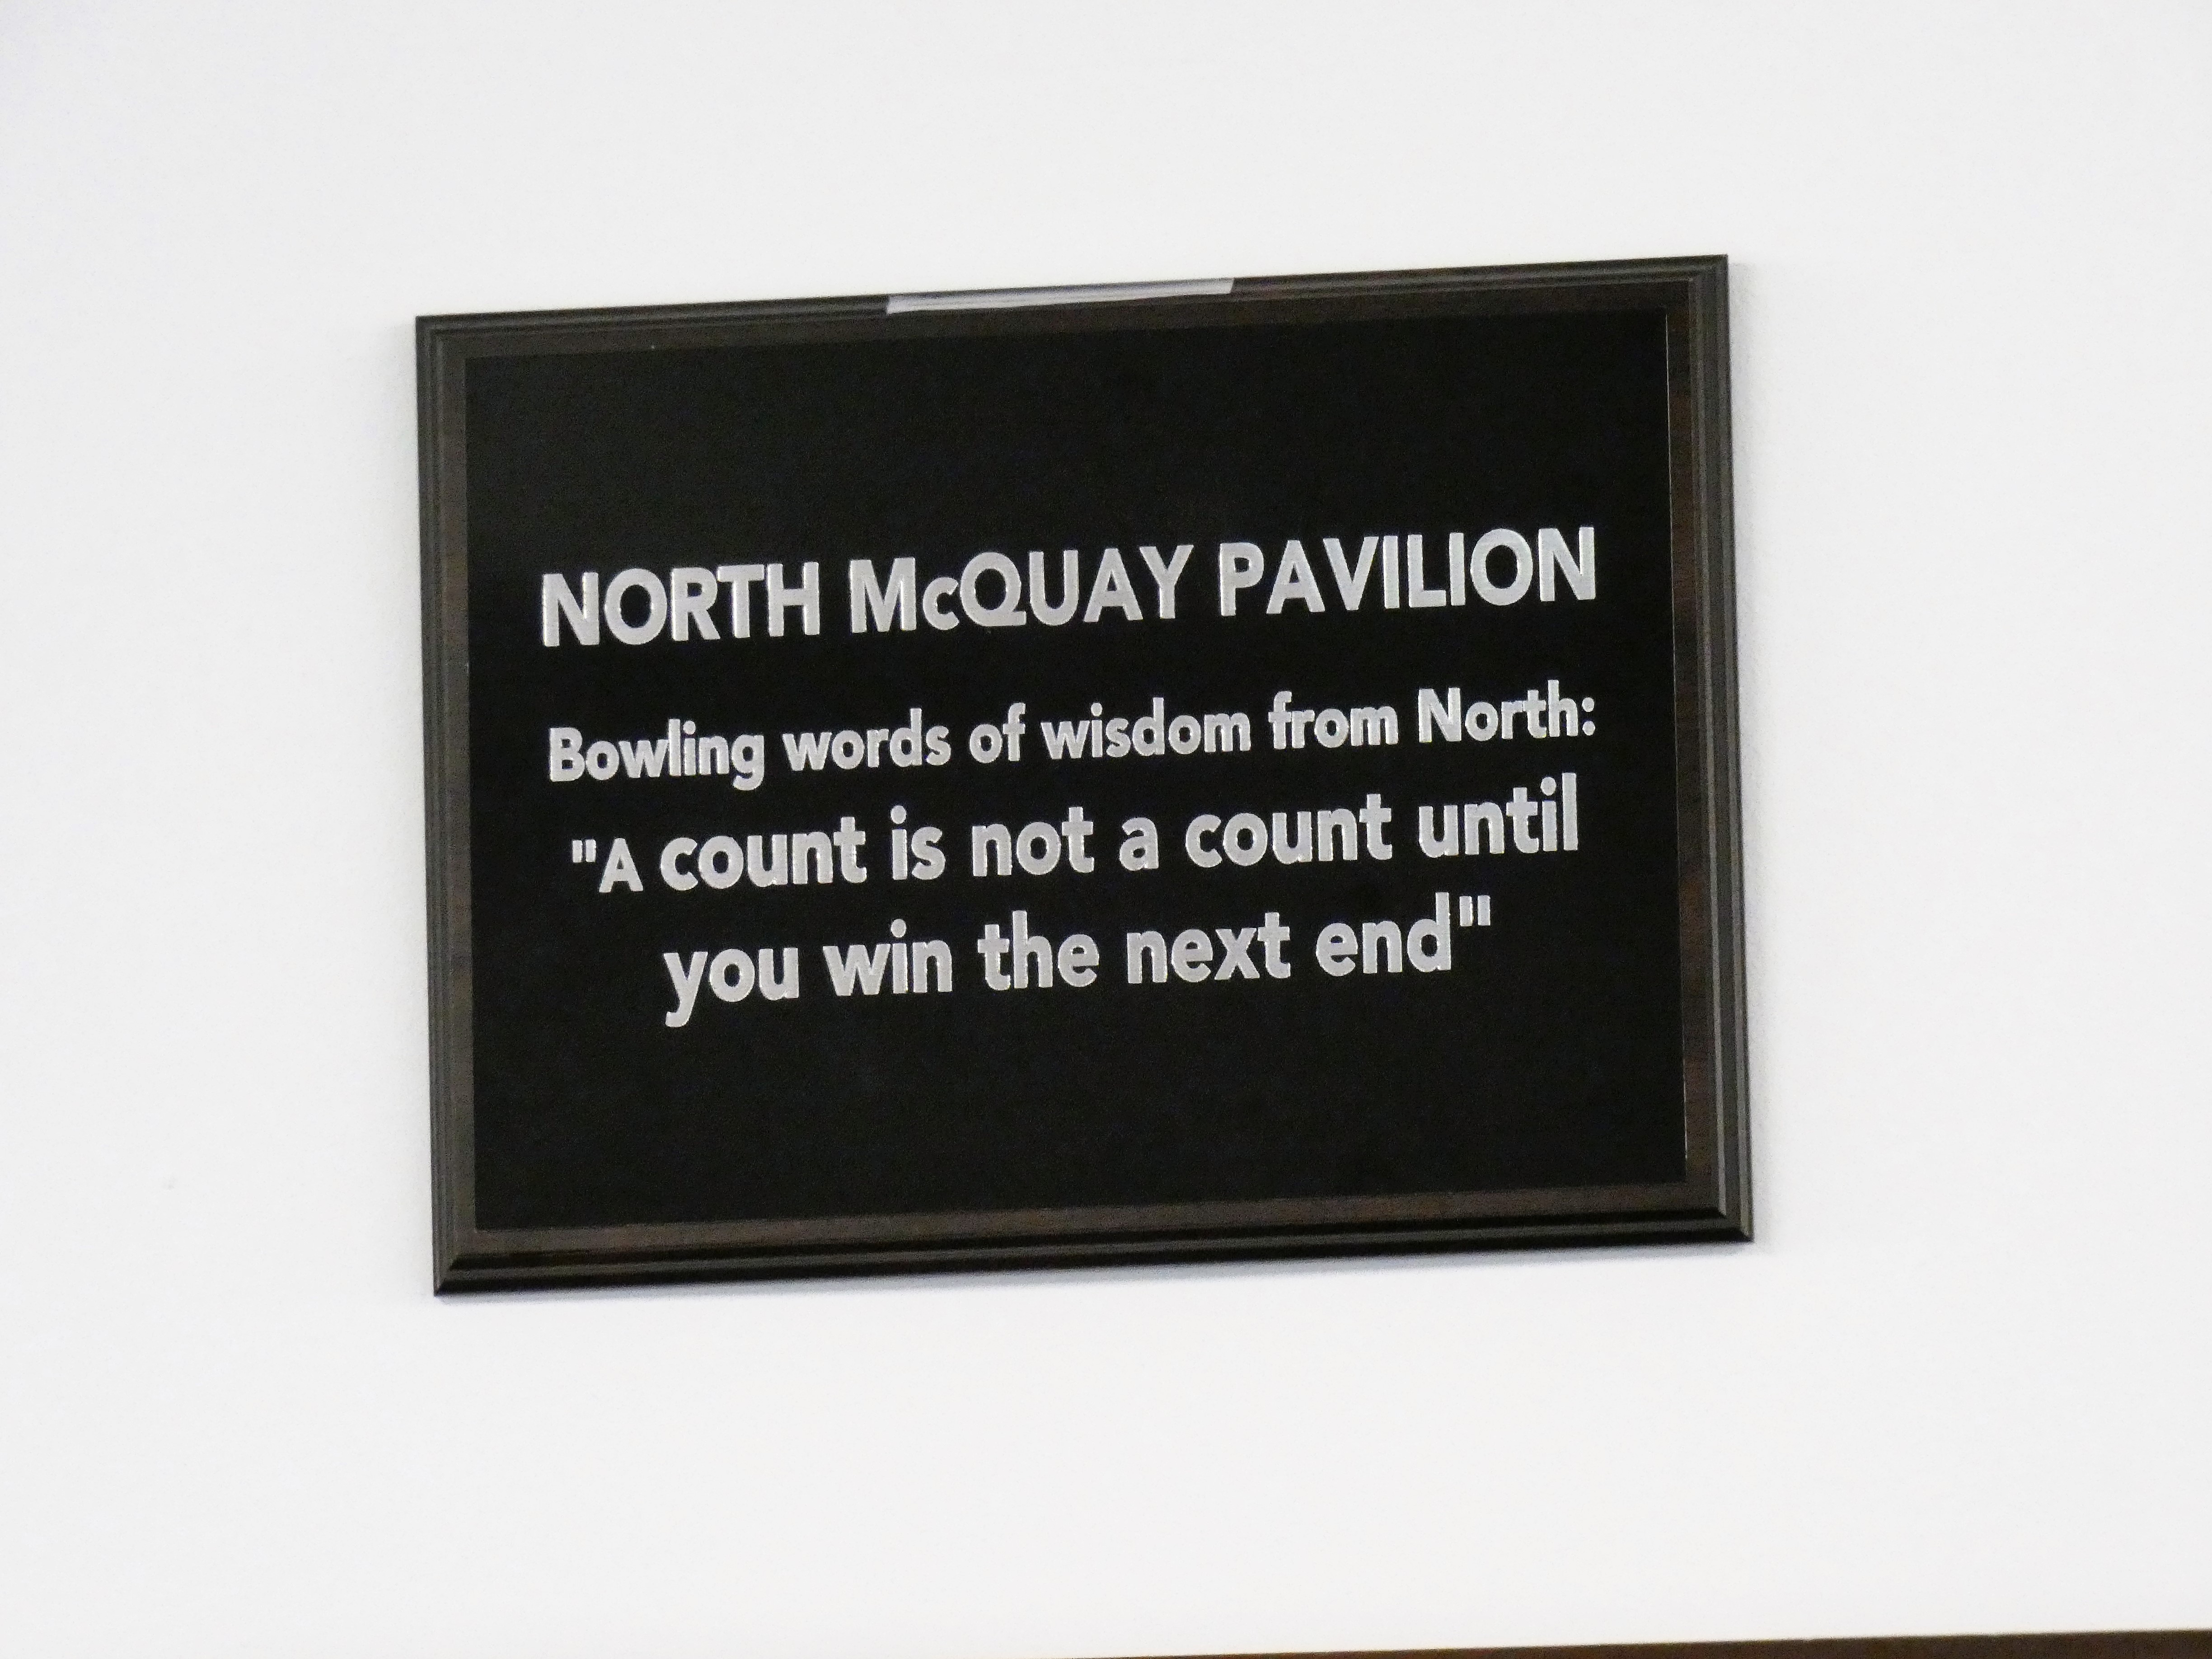 NORTH McQUAY PAVILION
Bowling words of wisdom from North:
"A count is not a count until
you win the next end"